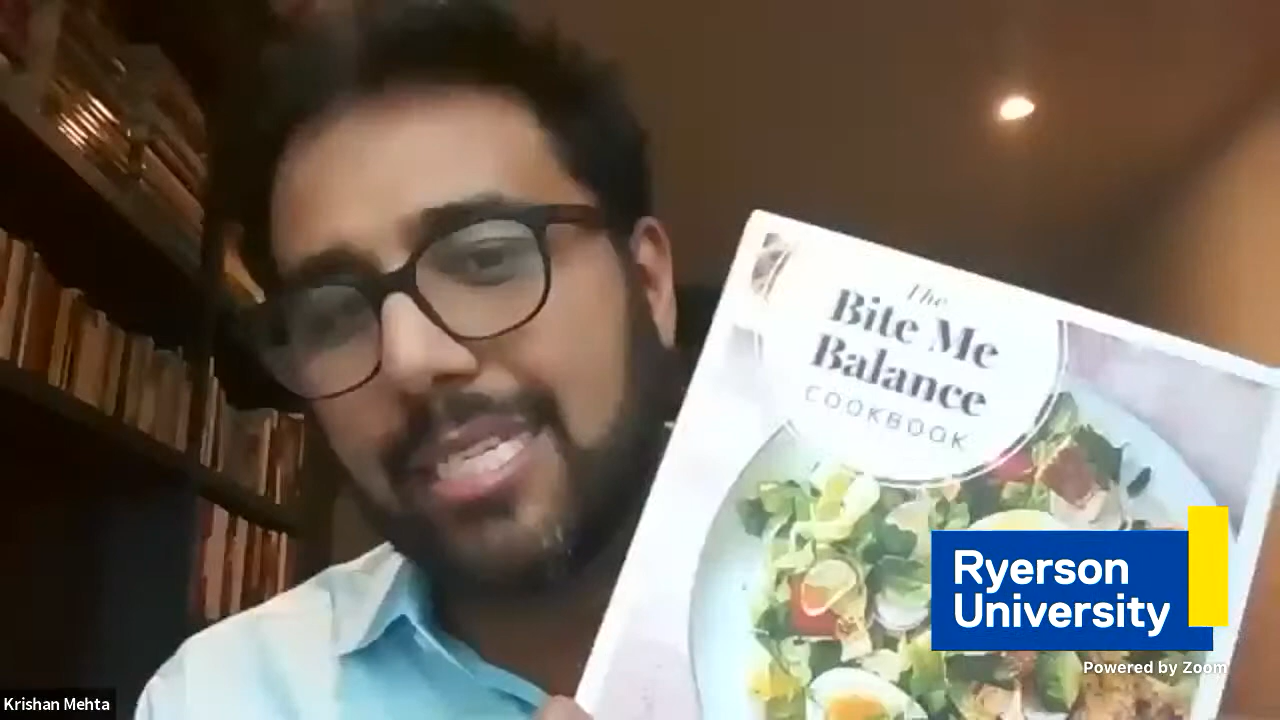 The
Bite Me
Balance
COOKBOOK
Ryerson
University
Powered by Zoom
Krishan Mehta